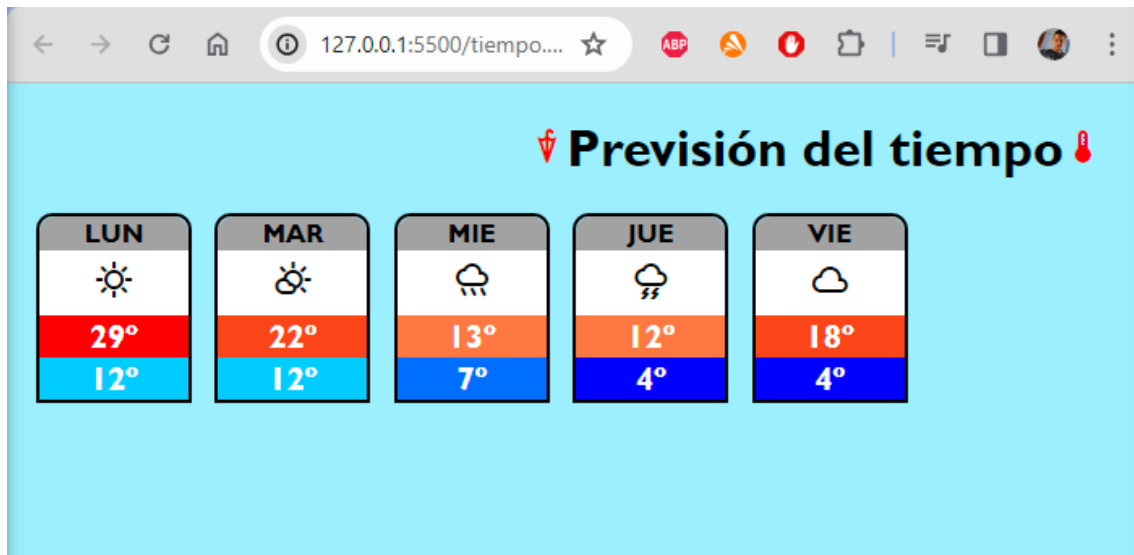 127.0.0.1:5500/tiempo....
ABP
Previsión del tiempo
LUN MAR MIE JUE VIE
29º 22º 13º 12º 18º
12º 12º 7º 4º 4º